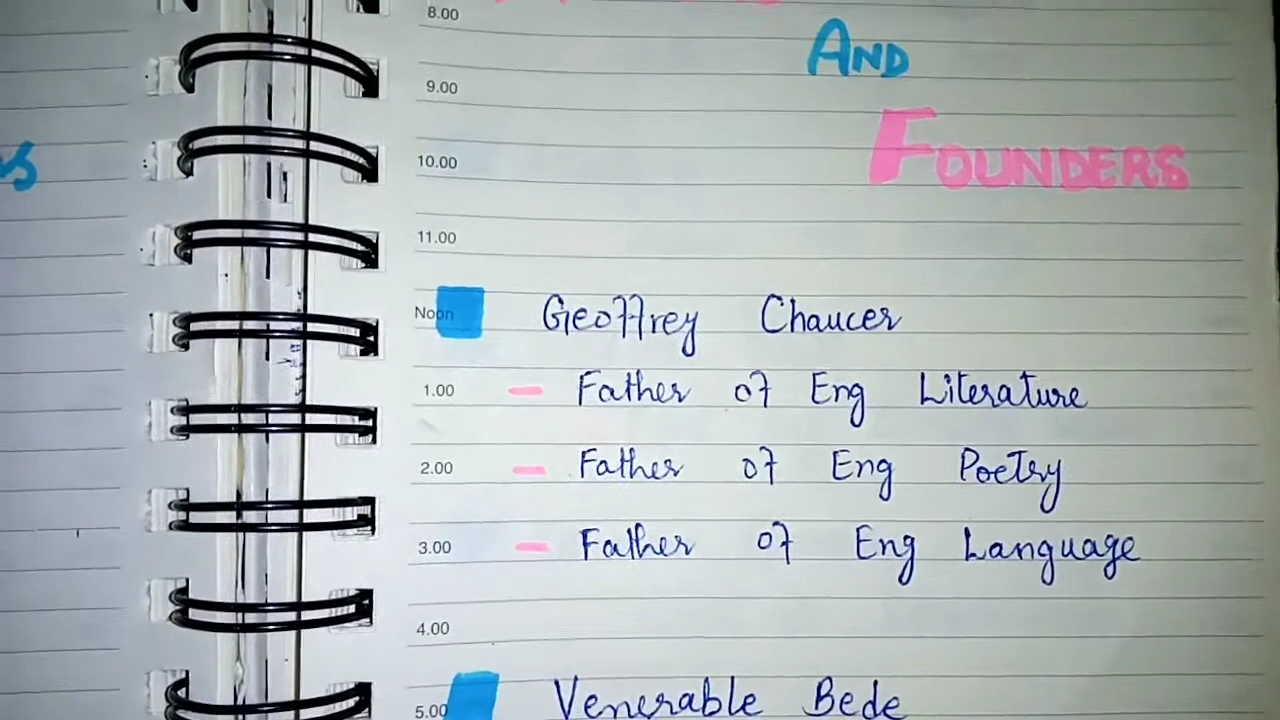 8.00
AND
9.00
FOUNDERS
10.00
11.00
Noon Geoffrey Chaucer
1.00 - Father of Eng Literature
2.00 - Father of Eng Poetry
3.00 - Father of Eng Language
4.00
5.00 Venerable Bede